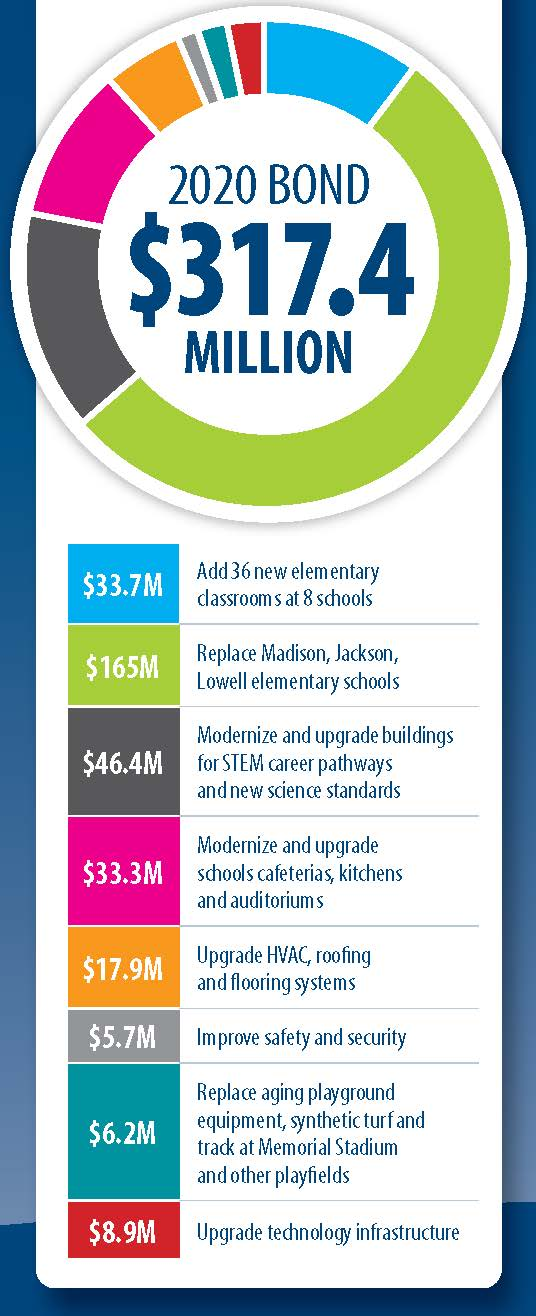 2020 BOND
$317.4
MILLION
$33.7M
Add 36 new elementary
classrooms at 8 schools
$165M
Replace Madison, Jackson,
Lowell elementary schools
$46.4M
Modernize and upgrade buildings
for STEM career pathways
and new science standards
$33.3M
Modernize and upgrade
schools cafeterias, kitchens
and auditoriums
$17.9M
Upgrade HVAC, roofing
and flooring systems
$5.7M
Improve safety and security
$6.2M
Replace aging playground
equipment, synthetic turf and
track at Memorial Stadium
and other playfields
$8.9M
Upgrade technology infrastructure